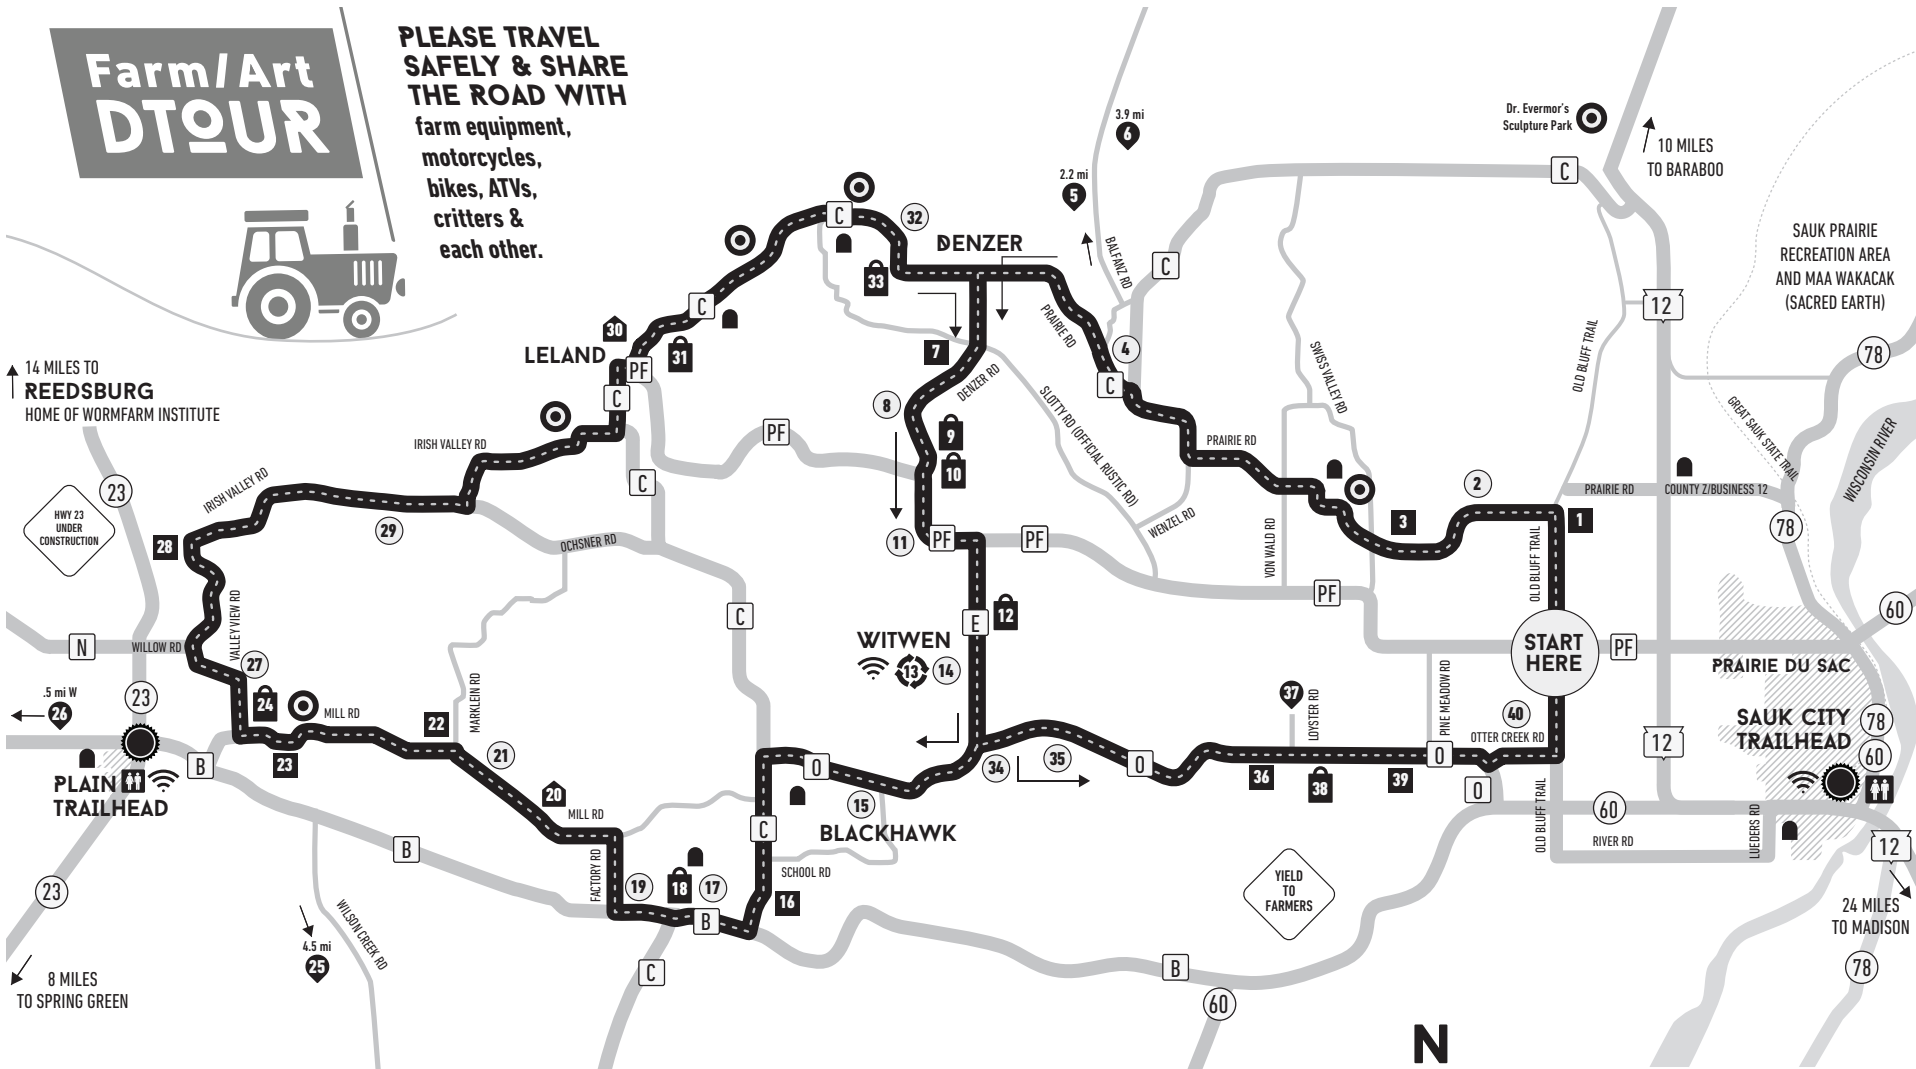 Farm/Art
DTOUR
PLEASE TRAVEL
SAFELY & SHARE
THE ROAD WITH
farm equipment,
motorcycles,
bikes, ATVs,
critters &
each other.
14 MILES TO
REEDSBURG
HOME OF WORMFARM INSTITUTE
23
HWY 23
UNDER
CONSTRUCTION
N
WILLOW RD
23
.5 mi W
26
PLAIN
TRAILHEAD
23
8 MILES
TO SPRING GREEN
B
B
WILSON CREEK RD
4.5 mi
25
28
IRISH VALLEY RD
29
IRISH VALLEY RD
VALLEY VIEW RD
27
24
MILL RD
23
22
MARKLEIN RD
OCHSNER RD
21
20
MILL RD
FACTORY RD
19
18
17
B
C
16
SCHOOL RD
C
BLACKHAWK
15
O
C
C
LELAND
30
PF
C
31
C
C
32
33
DENZER
7
DENZER RD
8
9
10
PF
11
PF
PF
E
12
WITWEN
13
14
34
35
O
2.2 mi
5
3.9 mi
6
BALFANZ RD
C
PRAIRIE RD
4
C
SLOTTY RD (OFFICIAL RUSTIC RD)
WENZEL RD
PRAIRIE RD
SWISS VALLEY RD
VON WALD RD
PF
3
2
1
OLD BLUFF TRAIL
OLD BLUFF TRAIL
PRAIRIE RD
COUNTY Z/BUSINESS 12
START
HERE
PF
PINE MEADOW RD
37
LOYSTER RD
36
38
39
O
40
OTTER CREEK RD
O
OLD BLUFF TRAIL
60
RIVER RD
LUEDERS RD
YIELD
TO
FARMERS
B
60
N
Dr. Evermor's
Sculpture Park
C
10 MILES
TO BARABOO
12
SAUK PRAIRIE
RECREATION AREA
AND MAA WAKACAK
(SACRED EARTH)
78
GREAT SAUK STATE TRAIL
WISCONSIN RIVER
78
60
PRAIRIE DU SAC
SAUK CITY
TRAILHEAD
78
60
12
12
24 MILES
TO MADISON
78